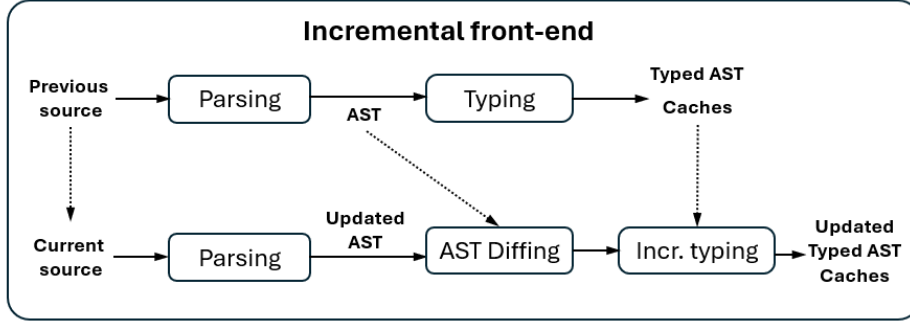 Incremental front-end
Previous
source
Parsing
AST
Typing
Typed AST
Caches
Current
source
Parsing
Updated
AST
AST Diffing
Incr. typing
Updated
Typed AST
Caches